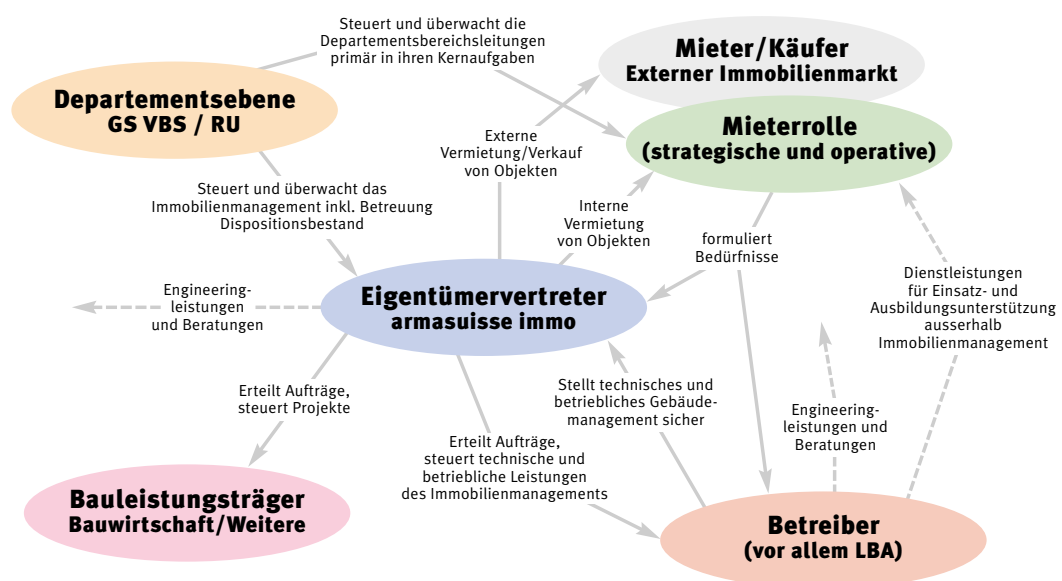 Steuert und überwacht die
Departementsbereichsleitungen
primär in ihren Kernaufgaben
Mieter/Käufer
Externer Immobilienmarkt
Departementsebene
GS VBS / RU
Mieterrolle
(strategische und operative)
Externe
Vermietung/Verkauf
von Objekten
Steuert und überwacht das
Immobilienmanagement inkl. Betreuung
Dispositionsbestand
Interne
Vermietung
von Objekten
formuliert
Bedürfnisse
Dienstleistungen
für Einsatz- und
Ausbildungsunterstützung
ausserhalb
Immobilienmanagement
Engineering-
leistungen
und Beratungen
Eigentümervertreter
armasuisse immo
Erteilt Aufträge,
steuert Projekte
Stellt technisches und
betriebliches Gebäude-
management sicher
Engineering-
leistungen und
Beratungen
Erteilt Aufträge,
steuert technische und
betriebliche Leistungen
des Immobilienmanagements
Bauleistungsträger
Bauwirtschaft/Weitere
Betreiber
(vor allem LBA)